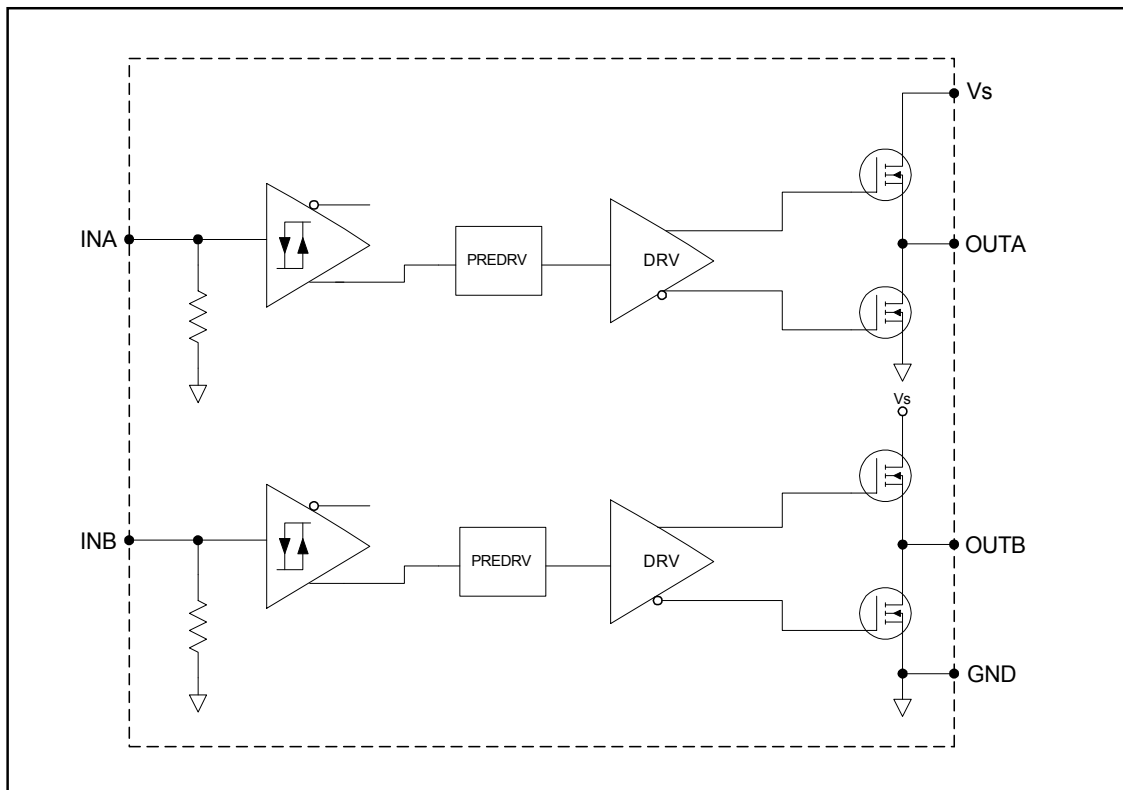 Vs
INA
PREDRV
DRV
OUTA
Vs
INB
PREDRV
DRV
OUTB
GND